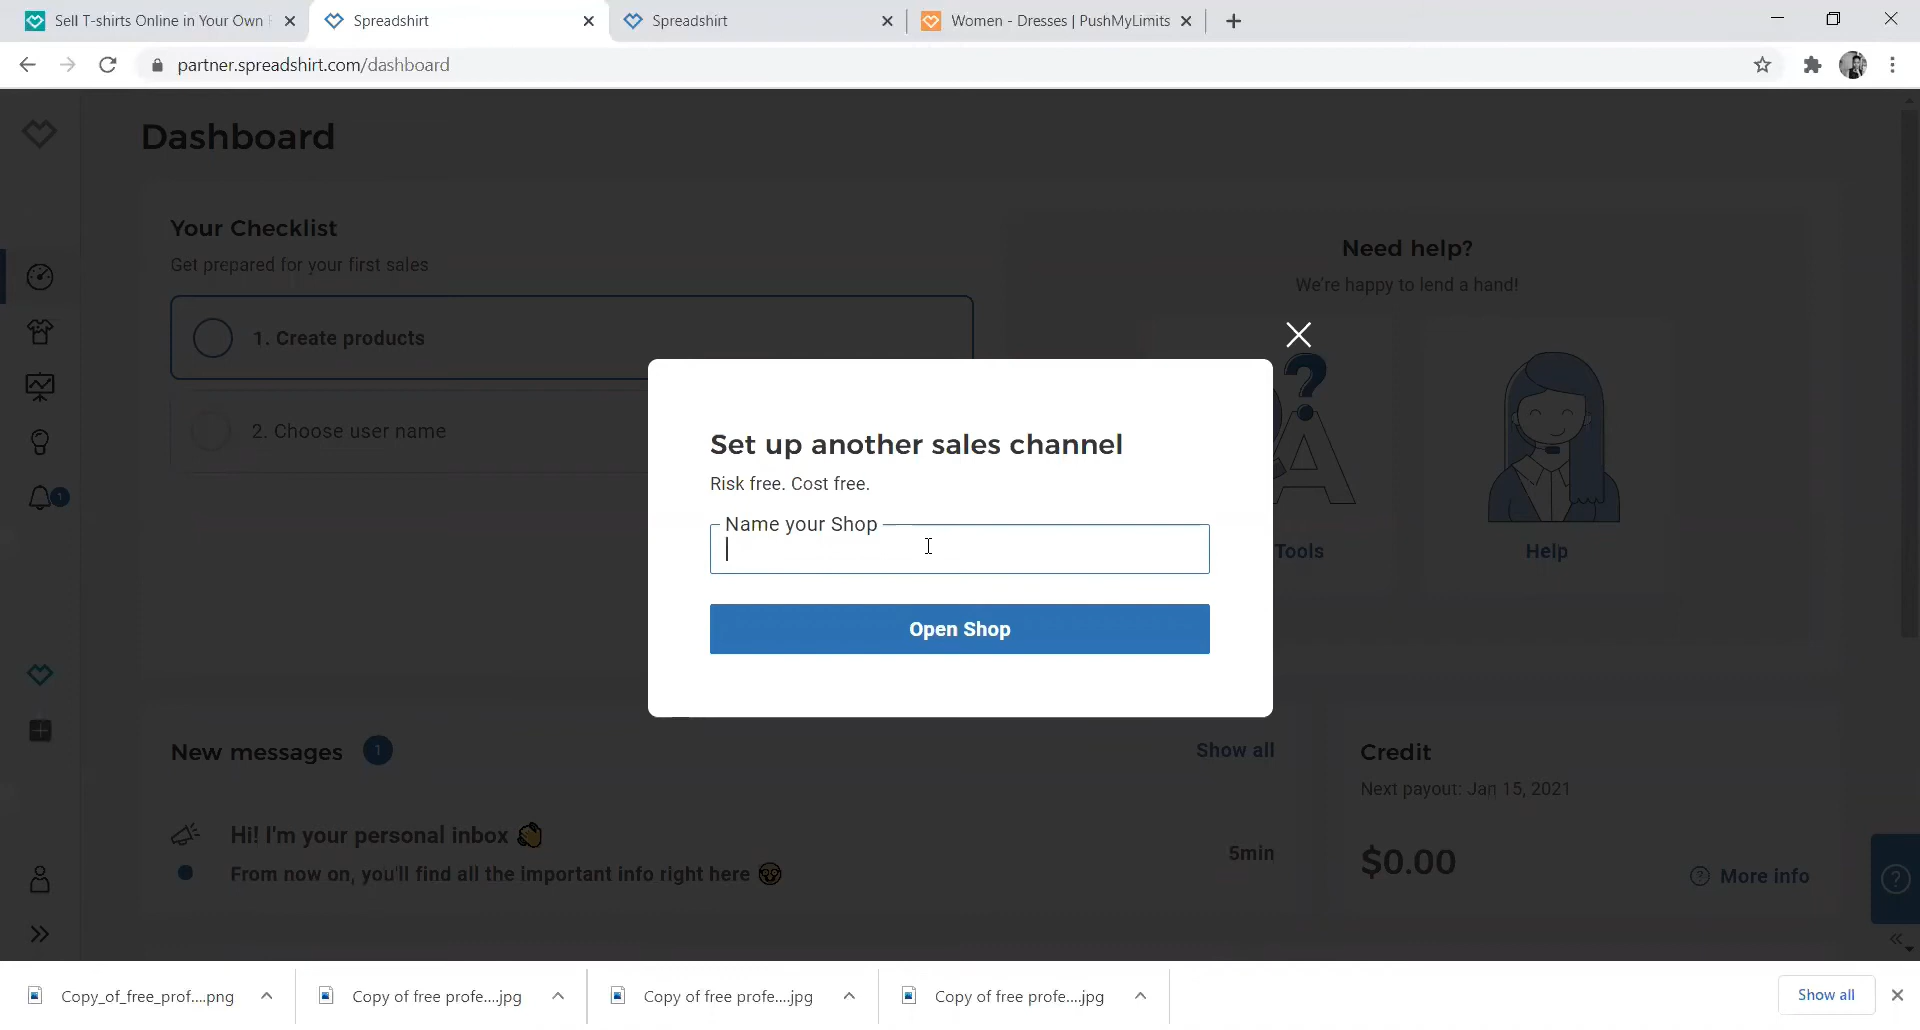 Sell T-shirts Online in Your Own
Spreadshirt
Spreadshirt
Women - Dresses | PushMyLimits
partner.spreadshirt.com/dashboard
Dashboard
Your Checklist
Get prepared for your first sales
1. Create products
2. Choose user name
Need help?
We're happy to lend a hand!
?
A
Tools
Help
Set up another sales channel
Risk free. Cost free.
Name your Shop
Open Shop
1
New messages 1
Show all
Hi! I'm your personal inbox
From now on, you'll find all the important info right here
5min
Credit
Next payout: Jan 15, 2021
$0.00
? More info
?
Copy_of_free_prof....png
Copy of free profe....jpg
Copy of free profe....jpg
Copy of free profe....jpg
Show all